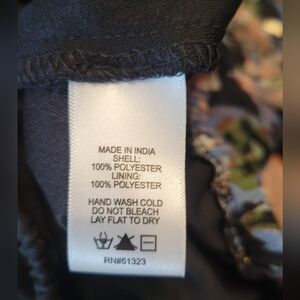 MADE IN INDIA
SHELL:
100% POLYESTER
LINING:
100% POLYESTER
HAND WASH COLD
DO NOT BLEACH
LAY FLAT TO DRY
RN#51323